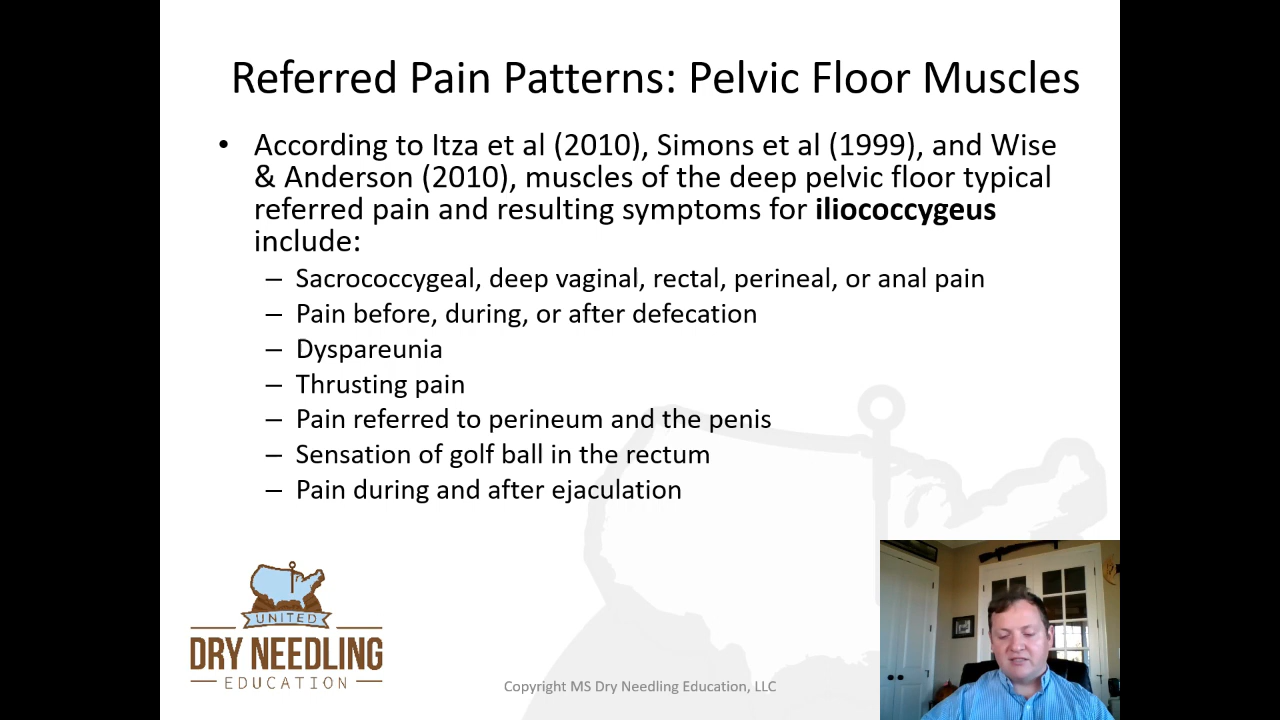 Referred Pain Patterns: Pelvic Floor Muscles
• According to Itza et al (2010), Simons et al (1999), and Wise
& Anderson (2010), muscles of the deep pelvic floor typical
referred pain and resulting symptoms for iliococcygeus
include:
– Sacrococcygeal, deep vaginal, rectal, perineal, or anal pain
– Pain before, during, or after defecation
– Dyspareunia
– Thrusting pain
– Pain referred to perineum and the penis
– Sensation of golf ball in the rectum
– Pain during and after ejaculation
UNITED
DRY NEEDLING
EDUCATION
Copyright MS Dry Needling Education, LLC